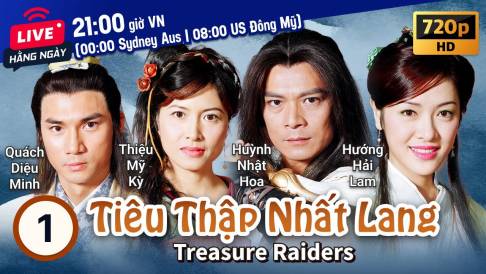 LIVE
HẰNG NGÀY
21:00 giờ VN
(00:00 Sydney Aus | 08:00 US Đông Mỹ)
720p
HD
Quách
Diệu
Minh
Thiệu
Mỹ
Kỳ
Huỳnh
Nhật
Hoa
Hướng
Hải
Lam
1
Tiêu Thập Nhất Lang
Treasure Raiders